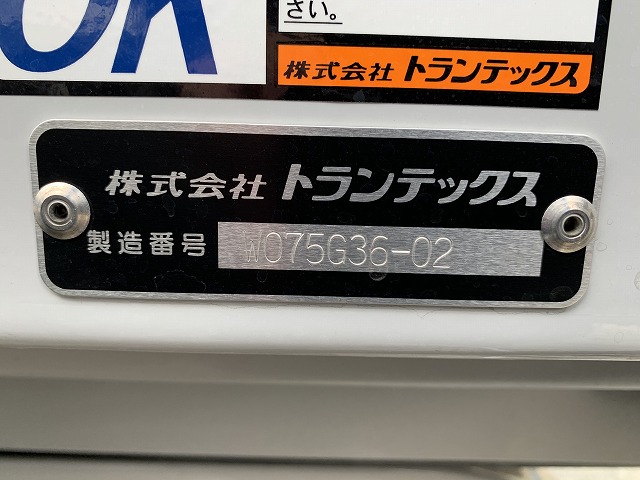 さい。
OK
株式会社 トランテックス
株式会社 トランテックス
製造番号 W075G36-02